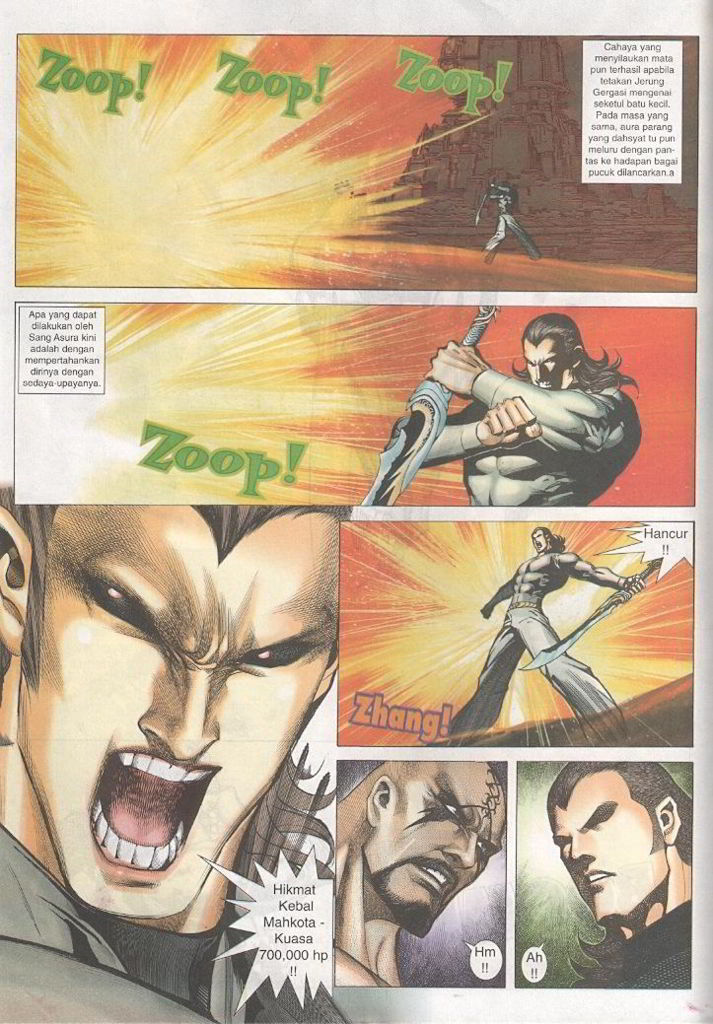 Zoop! Zoop! Zoop!
Cahaya yang
menyilaukan mata
pun terhasil apabila
tetakan Jerung
Gergasi mengenai
seketul batu kecil.
Pada masa yang
sama, aura parang
yang dahsyat tu pun
meluru dengan pan-
tas ke hadapan bagai
pucuk dilancarkan.a
Apa yang dapat
dilakukan oleh
Sang Asura kini
adalah dengan
mempertahankan
dirinya dengan
sedaya-upayanya.
Zoop!
Hancur
!!
Zhang!
Hikmat
Kebal
Mahkota -
Kuasa
700,000 hp
!!
Hm
!!
Ah
!!